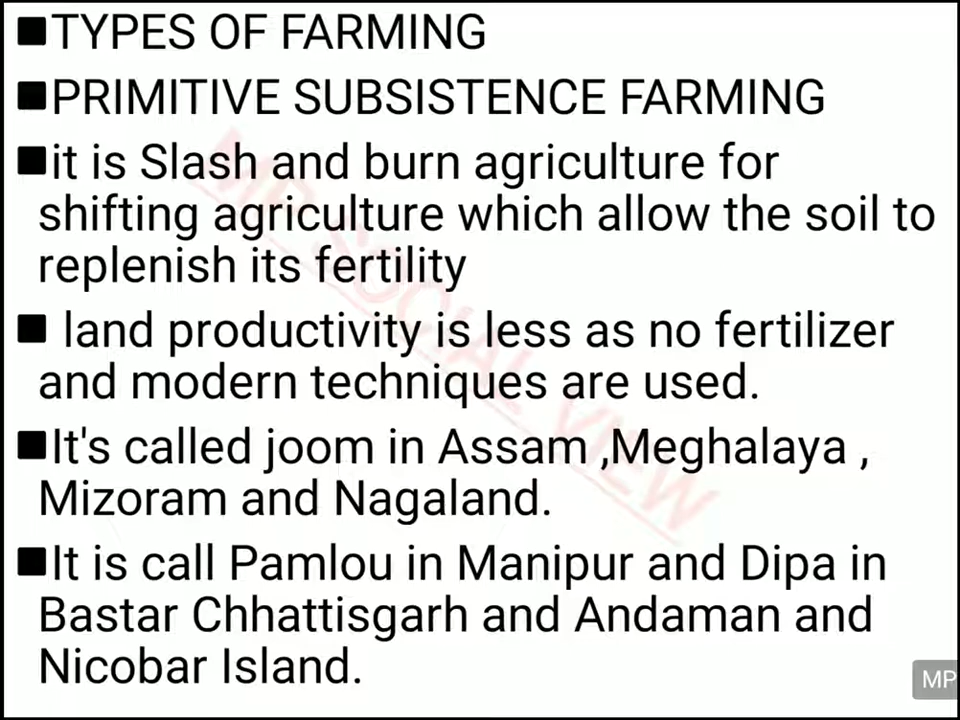 ■TYPES OF FARMING
■PRIMITIVE SUBSISTENCE FARMING
■it is Slash and burn agriculture for
shifting agriculture which allow the soil to
replenish its fertility
■ land productivity is less as no fertilizer
and modern techniques are used.
■It's called joom in Assam ,Meghalaya ,
Mizoram and Nagaland.
■It is call Pamlou in Manipur and Dipa in
Bastar Chhattisgarh and Andaman and
Nicobar Island.
MP
SOCIAL VIEW